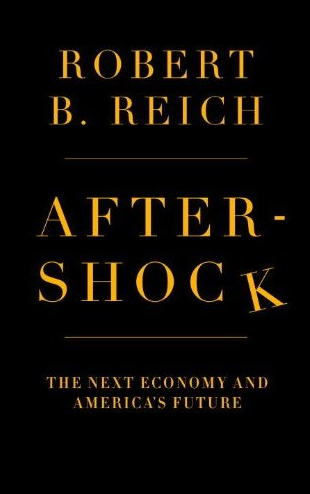 ROBERT
B. REICH
AFTER-
SHOCK
THE NEXT ECONOMY AND
AMERICA'S FUTURE